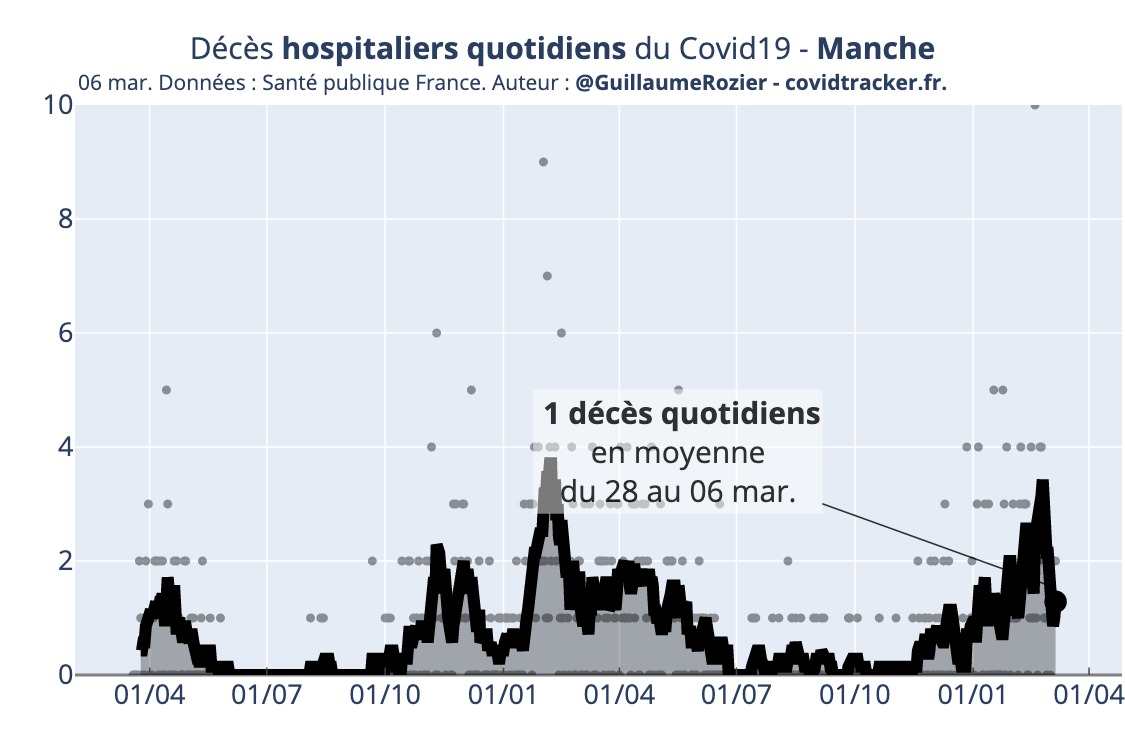 Décès hospitaliers quotidiens du Covid19 - Manche
06 mar. Données : Santé publique France. Auteur : @GuillaumeRozier - covidtracker.fr.
10
8
6
4
2
0
1 décès quotidiens
en moyenne
du 28 au 06 mar.
01/04 01/07 01/10 01/01 01/04 01/07 01/10 01/01 01/04